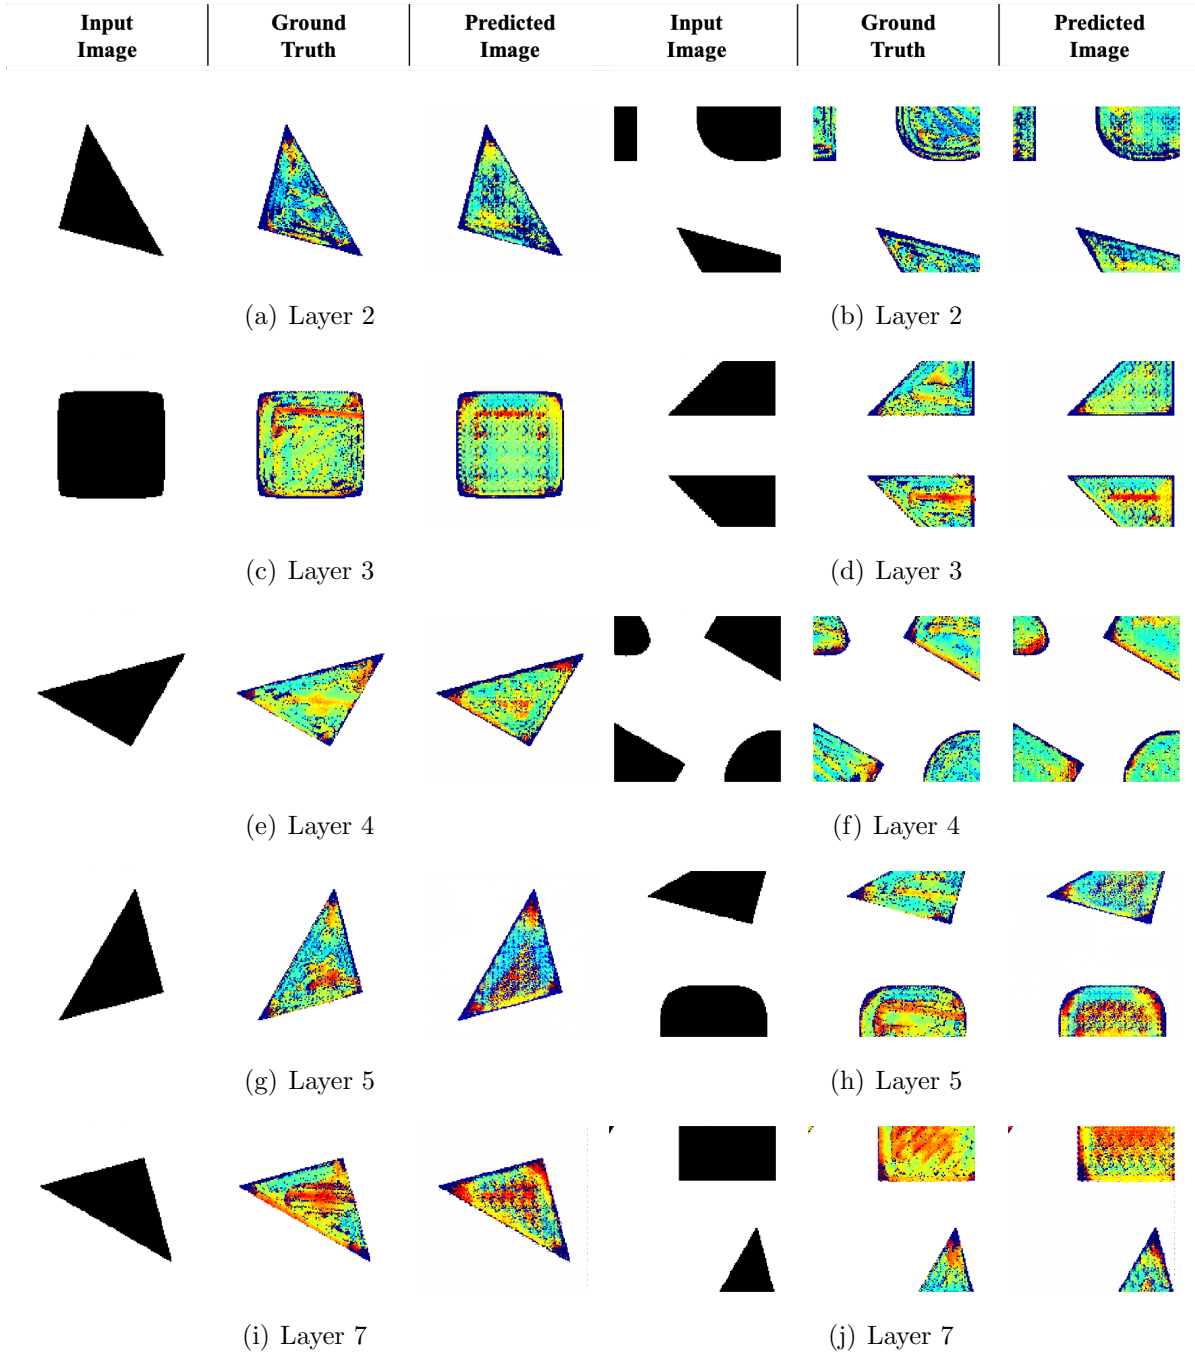 Input Image | Ground Truth | Predicted Image | Input Image | Ground Truth | Predicted Image
(a) Layer 2
(b) Layer 2
(c) Layer 3
(d) Layer 3
(e) Layer 4
(f) Layer 4
(g) Layer 5
(h) Layer 5
(i) Layer 7
(j) Layer 7